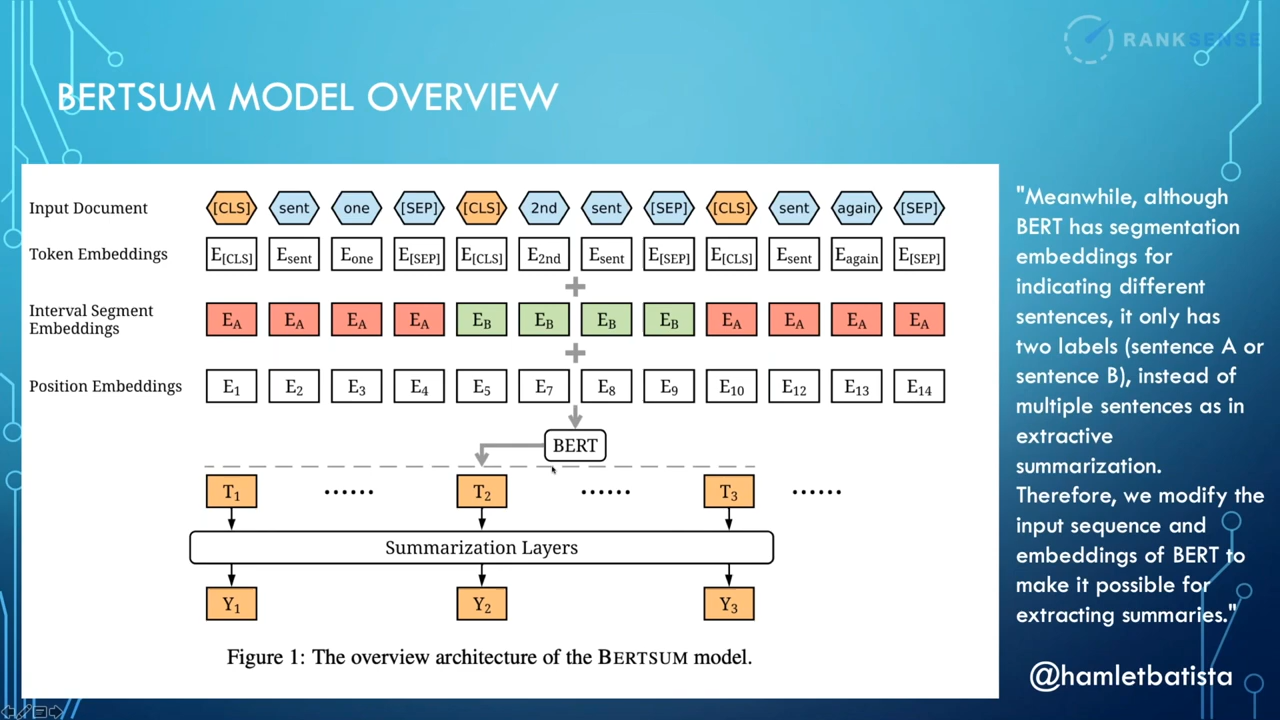 RANKSENSE
BERTSUM MODEL OVERVIEW
Input Document [CLS] sent one [SEP] [CLS] 2nd sent [SEP] [CLS] sent again [SEP]
Token Embeddings E[CLS] Esent Eone E[SEP] E[CLS] E2nd Esent E[SEP] E[CLS] Esent Eagain E[SEP]
+
Interval Segment
Embeddings
EA EA EA EA EB EB EB EB EA EA EA EA
+
Position Embeddings E1 E2 E3 E4 E5 E7 E8 E9 E10 E12 E13 E14
BERT
T1 ...... T2 ...... T3 ......
Summarization Layers
Y1 Y2 Y3
Figure 1: The overview architecture of the BERTSUM model.
"Meanwhile, although
BERT has segmentation
embeddings for
indicating different
sentences, it only has
two labels (sentence A or
sentence B), instead of
multiple sentences as in
extractive
summarization.
Therefore, we modify the
input sequence and
embeddings of BERT to
make it possible for
extracting summaries."
@hamletbatista